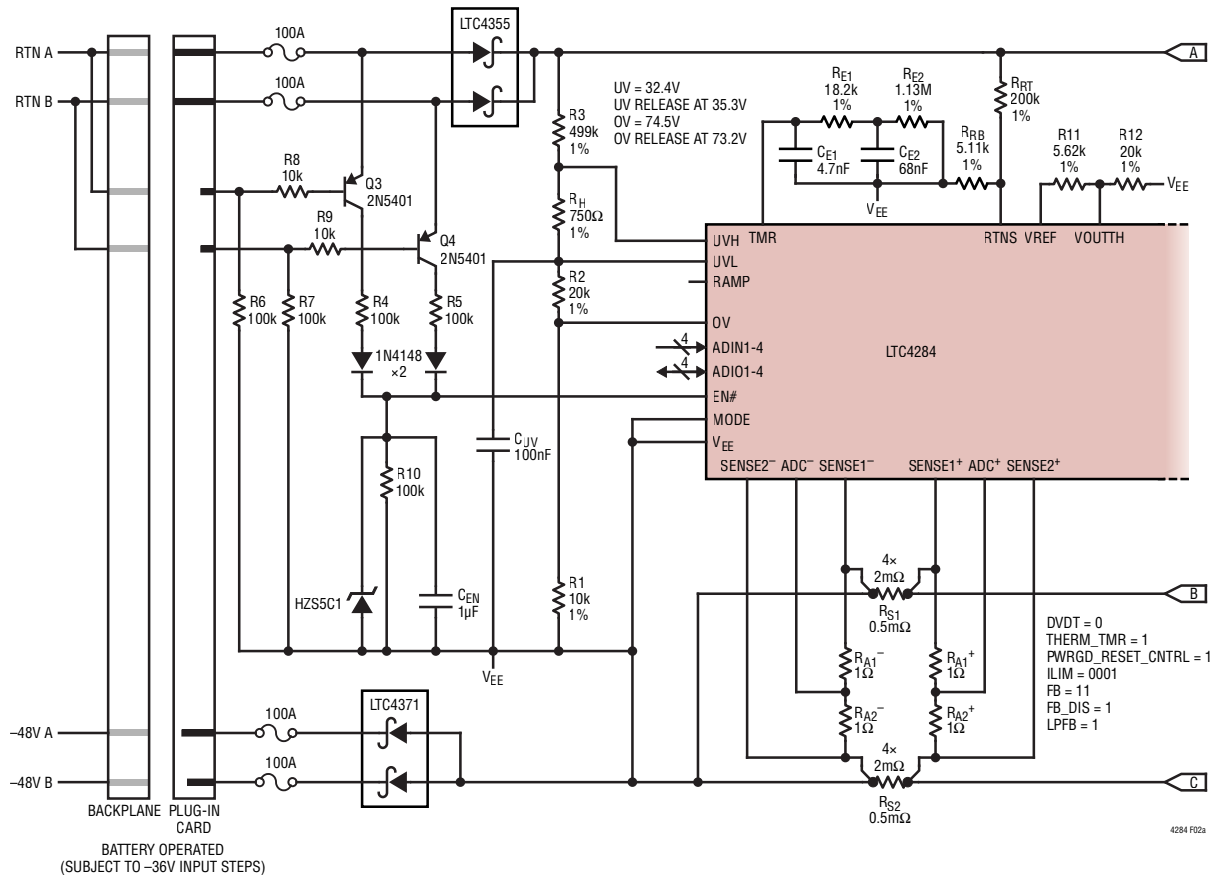 RTN A
RTN B
100A
100A
LTC4355
A
UV = 32.4V
UV RELEASE AT 35.3V
OV = 74.5V
OV RELEASE AT 73.2V
R3
499k
1%
RE1
18.2k
1%
RE2
1.13M
1%
RRT
200k
1%
CE1
4.7nF
CE2
68nF
RRB
5.11k
1%
R11
5.62k
1%
R12
20k
1%
VEE
VEE
R8
10k
Q3
2N5401
R9
10k
Q4
2N5401
RH
750Ω
1%
R2
20k
1%
R6
100k
R7
100k
R4
100k
R5
100k
1N4148
×2
TMR
RTNS
VREF
VOUTTH
UVH
UVL
RAMP
OV
4
ADIN1-4
4
ADIO1-4
EN#
MODE
VEE
LTC4284
SENSE2–
ADC–
SENSE1–
SENSE1+
ADC+
SENSE2+
CUV
100nF
R10
100k
HZS5C1
CEN
1µF
R1
10k
1%
VEE
4×
2mΩ
RS1
0.5mΩ
B
DVDT = 0
THERM_TMR = 1
PWRGD_RESET_CNTRL = 1
ILIM = 0001
FB = 11
FB_DIS = 1
LPFB = 1
RA1–
1Ω
RA1+
1Ω
RA2–
1Ω
RA2+
1Ω
4×
2mΩ
RS2
0.5mΩ
C
LTC4371
–48V A
100A
–48V B
100A
BACKPLANE
PLUG-IN
CARD
BATTERY OPERATED
(SUBJECT TO –36V INPUT STEPS)
4284 F02a